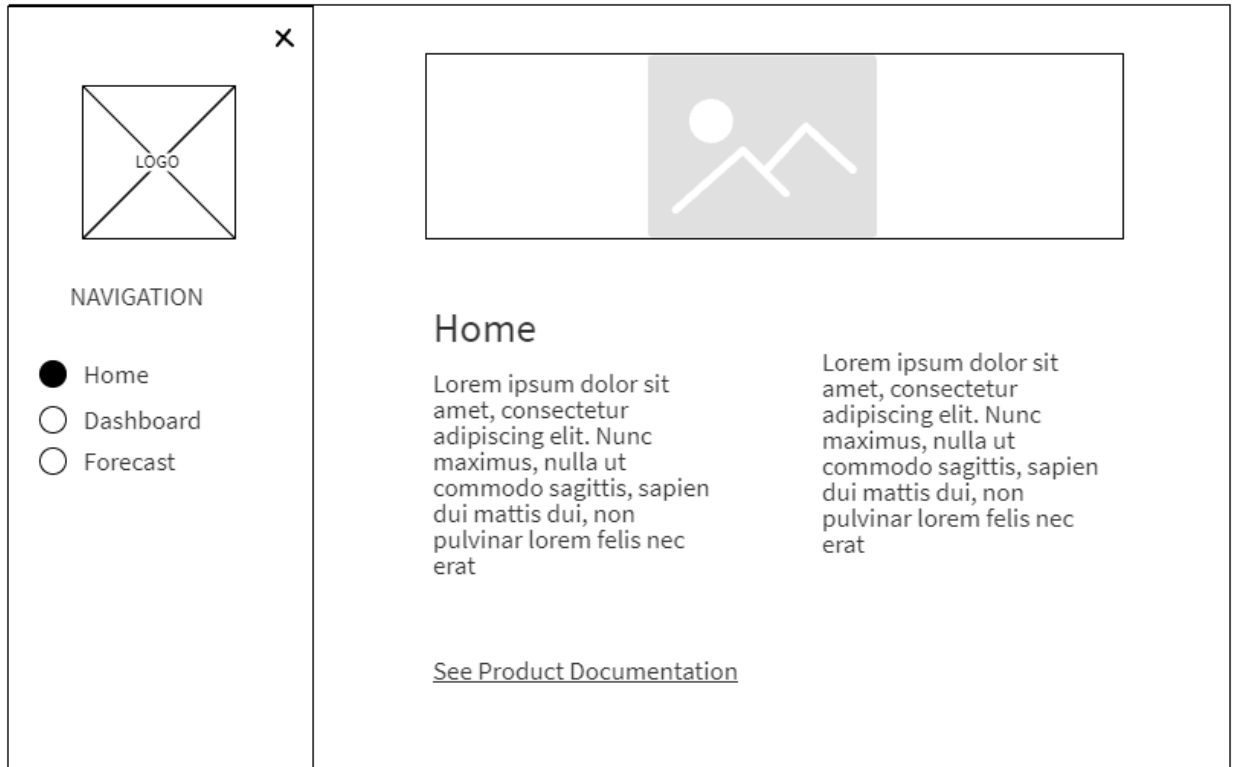 LOGO
NAVIGATION
Home
Dashboard
Forecast
Home
Lorem ipsum dolor sit
amet, consectetur
adipiscing elit. Nunc
maximus, nulla ut
commodo sagittis, sapien
dui mattis dui, non
pulvinar lorem felis nec
erat
Lorem ipsum dolor sit
amet, consectetur
adipiscing elit. Nunc
maximus, nulla ut
commodo sagittis, sapien
dui mattis dui, non
pulvinar lorem felis nec
erat
See Product Documentation